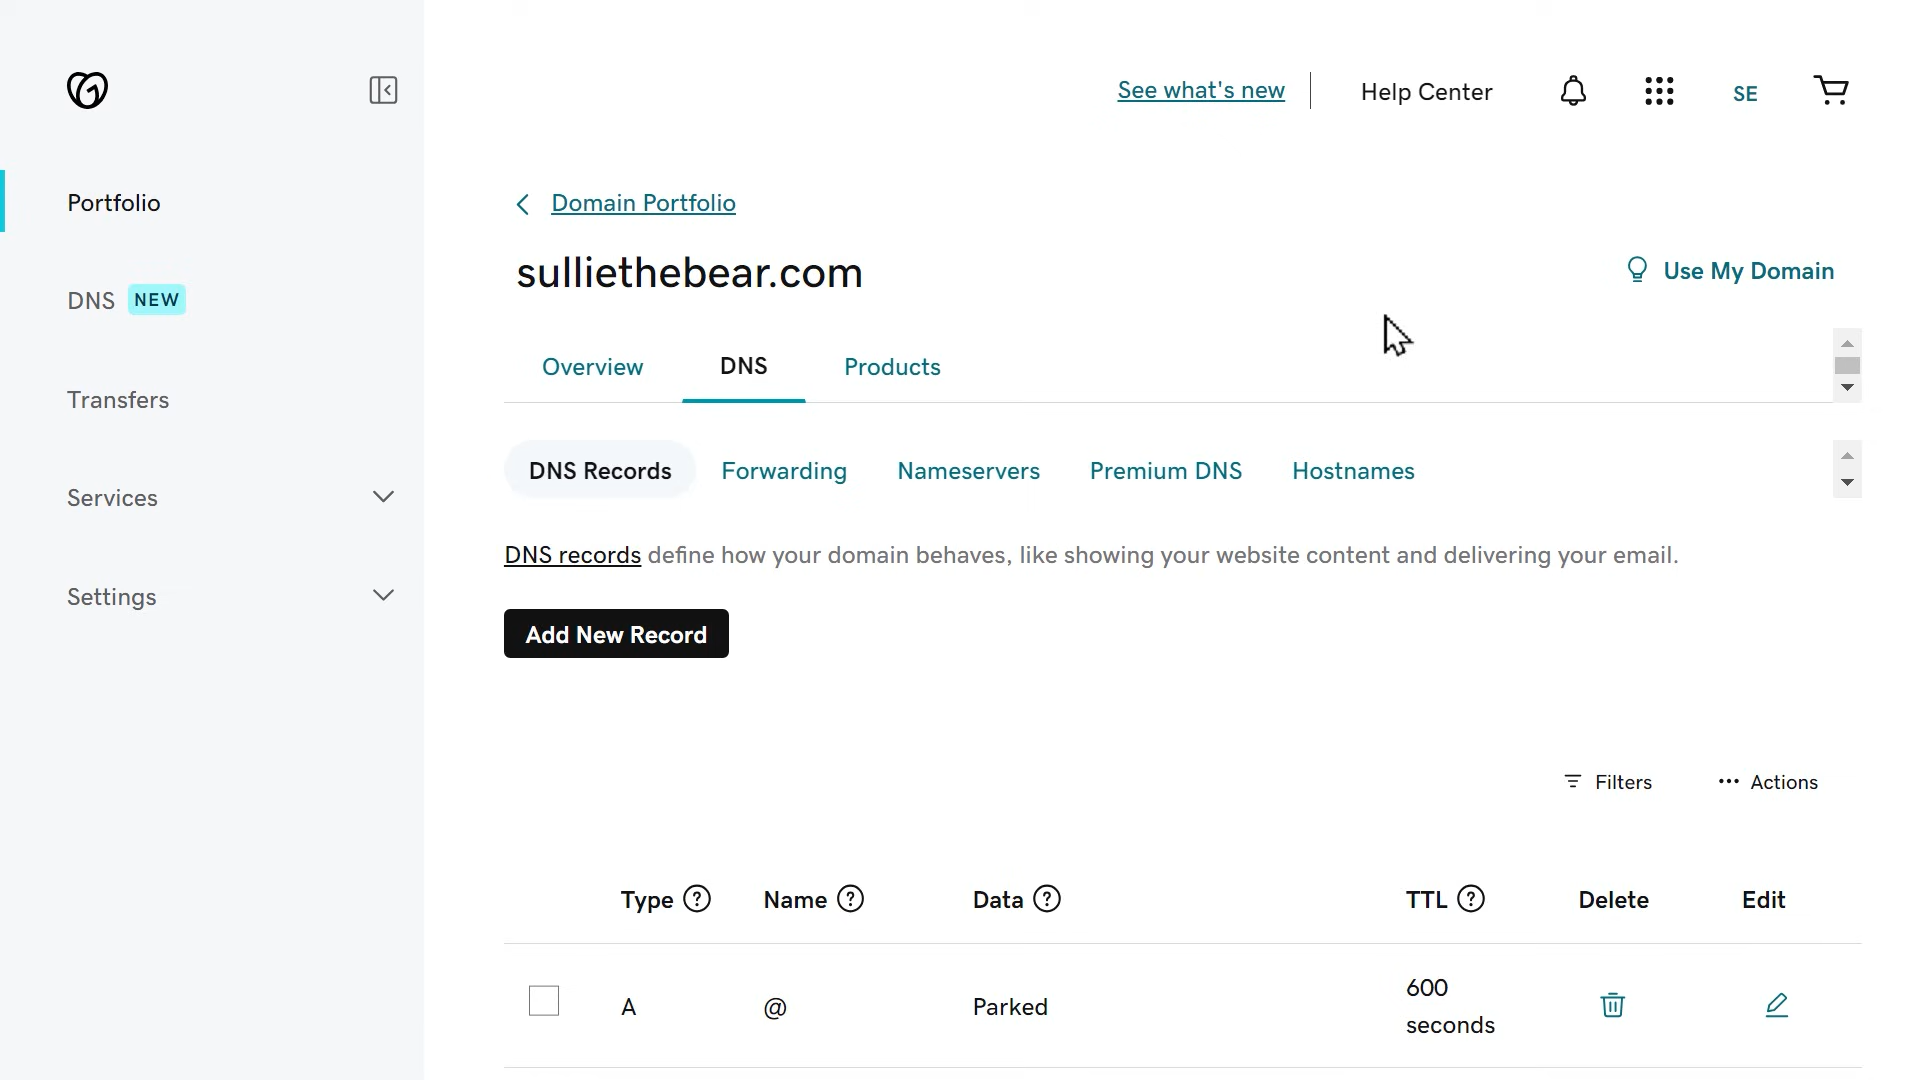 See what's new
Help Center
SE
Portfolio
DNS NEW
Transfers
Services
Settings
Domain Portfolio
sulliethebear.com
Use My Domain
Overview DNS Products
DNS Records Forwarding Nameservers Premium DNS Hostnames
DNS records define how your domain behaves, like showing your website content and delivering your email.
Add New Record
Filters ••• Actions
Type ? Name ? Data ? TTL ? Delete Edit
A @ Parked 600 seconds